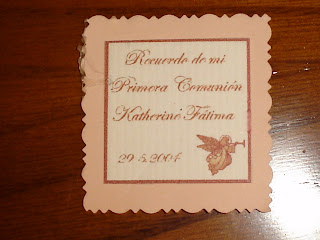 Recuerdo de mi
Primera Comunión
Katherine Fátima
29-5-2004